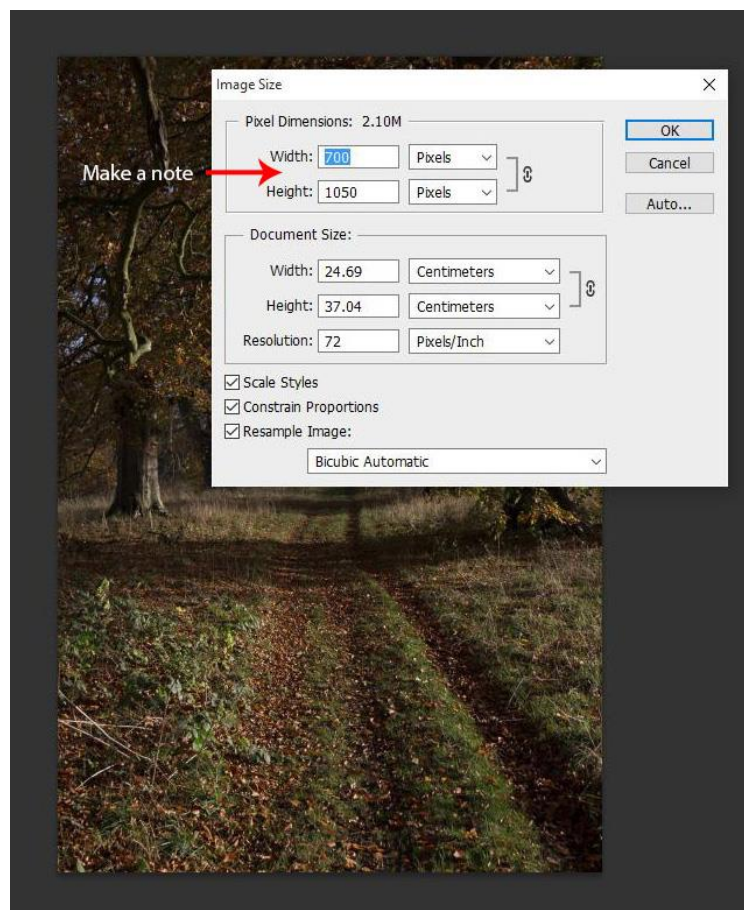 Image Size
Pixel Dimensions: 2.10M
OK
Width: 700 Pixels
Cancel
Make a note
Height: 1050 Pixels
Auto...
Document Size:
Width: 24.69 Centimeters
Height: 37.04 Centimeters
Resolution: 72 Pixels/Inch
Scale Styles
Constrain Proportions
Resample Image:
Bicubic Automatic